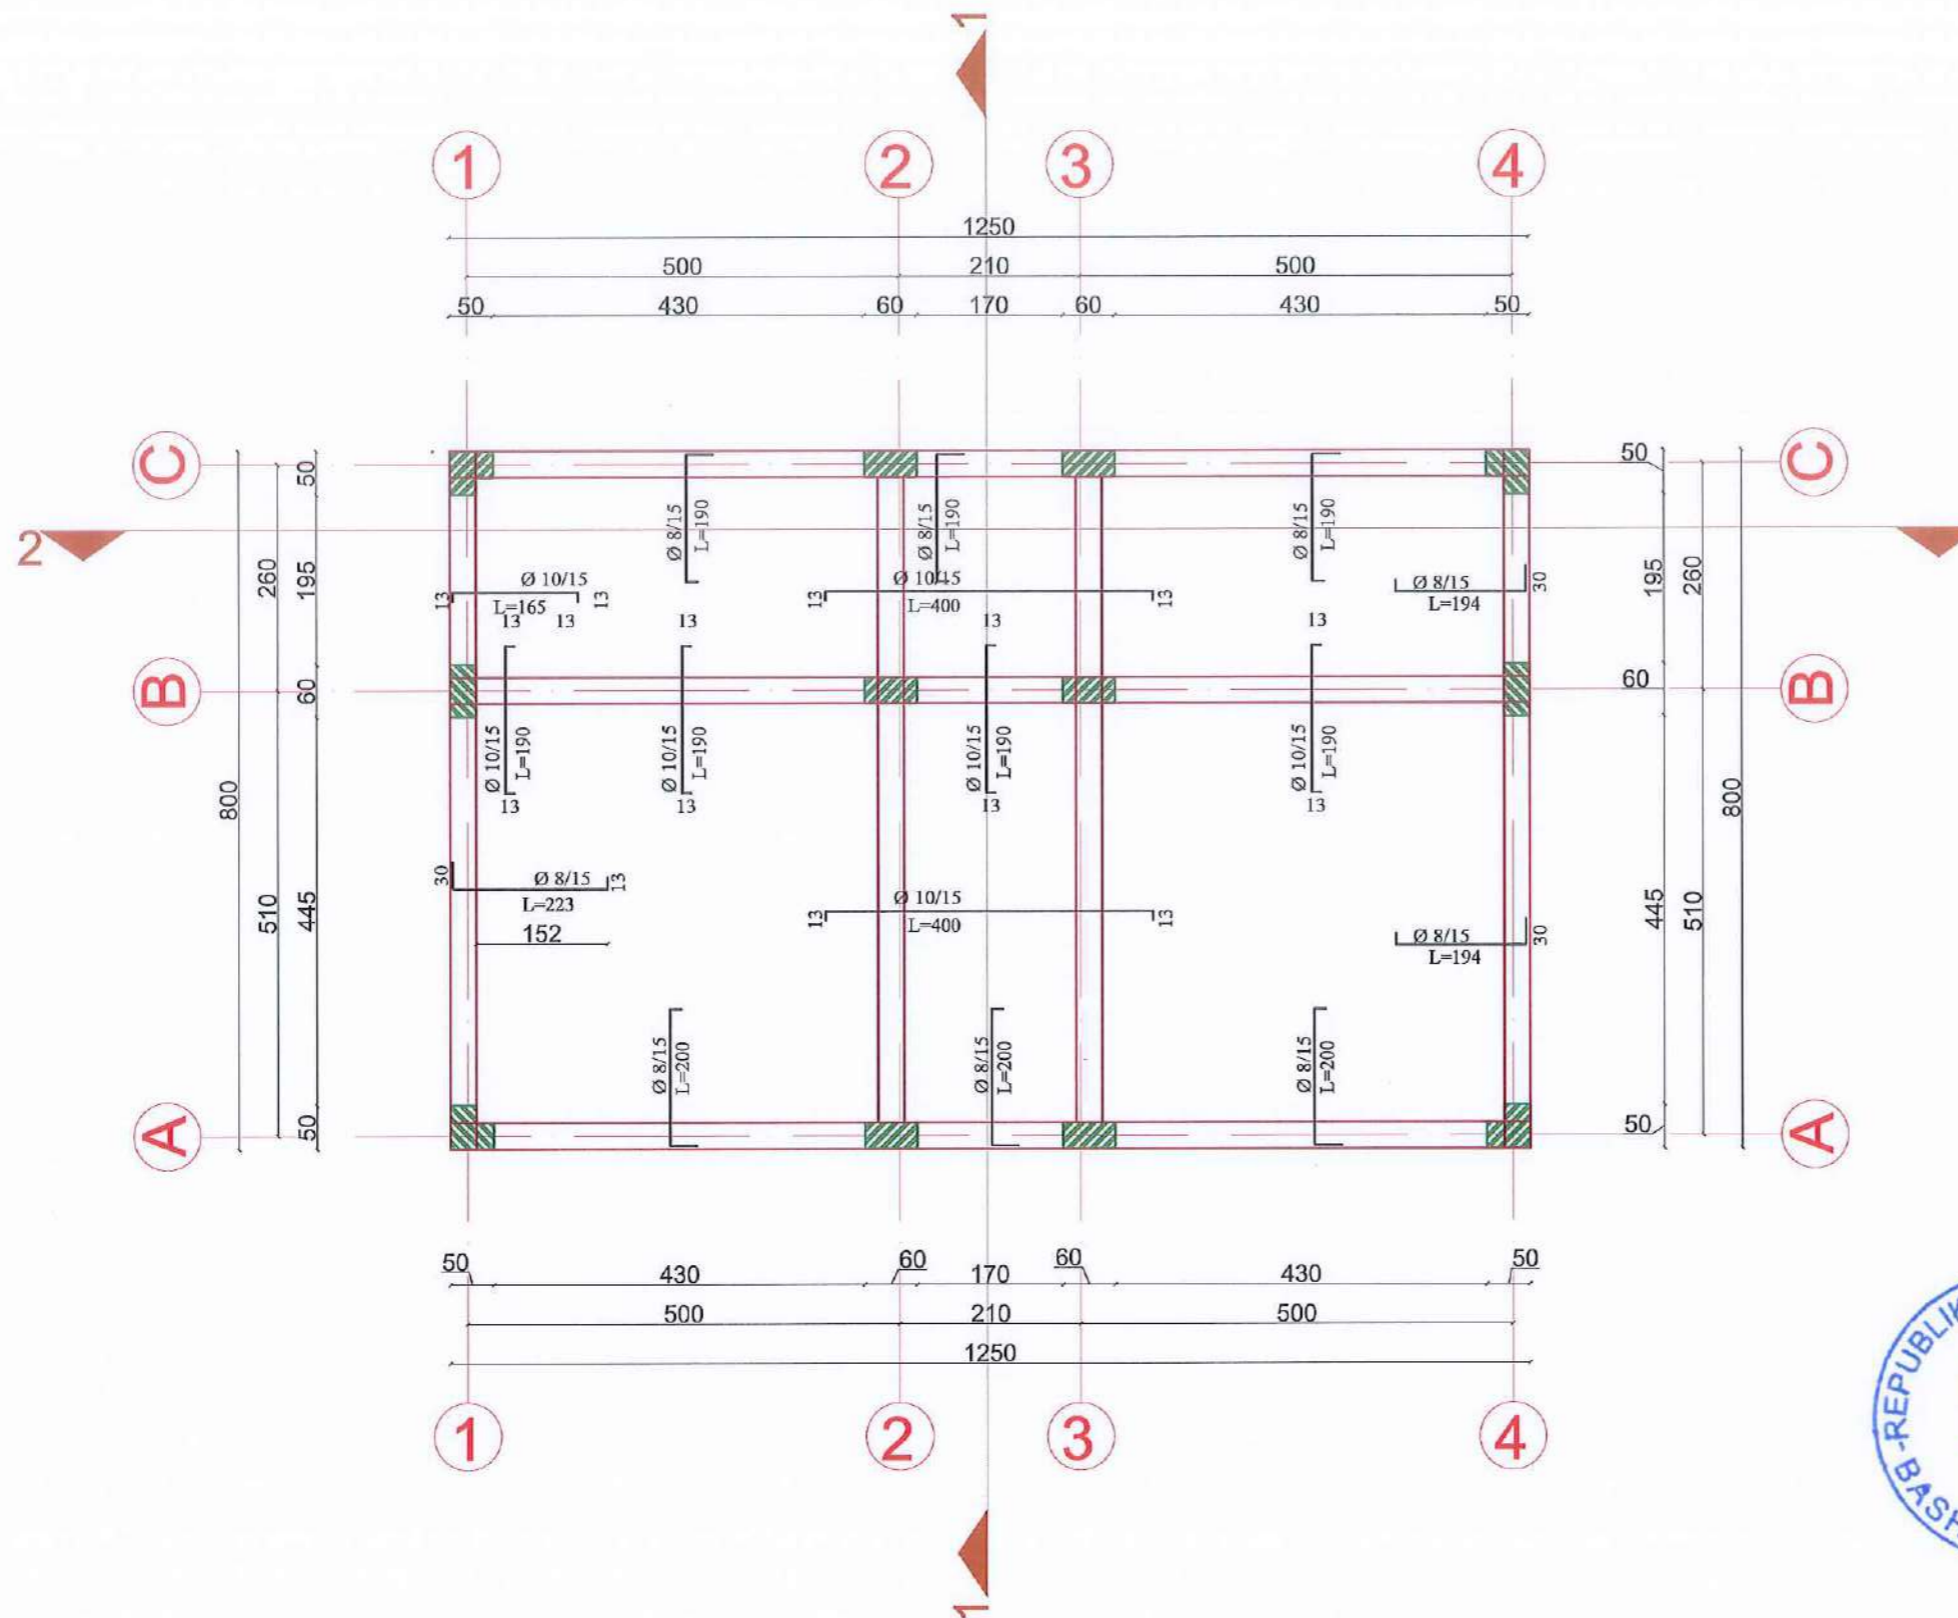 1
1 2 3 4
1250
500 210 500
50 430 60 170 60 430 50
C 50 50 C
2
Ø 8/15 L=190
Ø 8/15 L=190
Ø 8/15 L=190
800 260 195 195 260 800
13 Ø 10/15 13
L=165
13 13
13 Ø 10/15 13
L=400
Ø 8/15 30
L=194
13 13 13
B 60 60 B
Ø 10/15 L=190
Ø 10/15 L=190
Ø 10/15 L=190
Ø 10/15 L=190
13 13 13 13
510 445 445 510
30 Ø 8/15 13
L=223
152
13 Ø 10/15 13
L=400
Ø 8/15 30
L=194
Ø 8/15 L=200
Ø 8/15 L=200
Ø 8/15 L=200
A 50 50 A
50 430 60 170 60 430 50
500 210 500
1250
1 2 3 4
1
-REPUBLIK
BASH